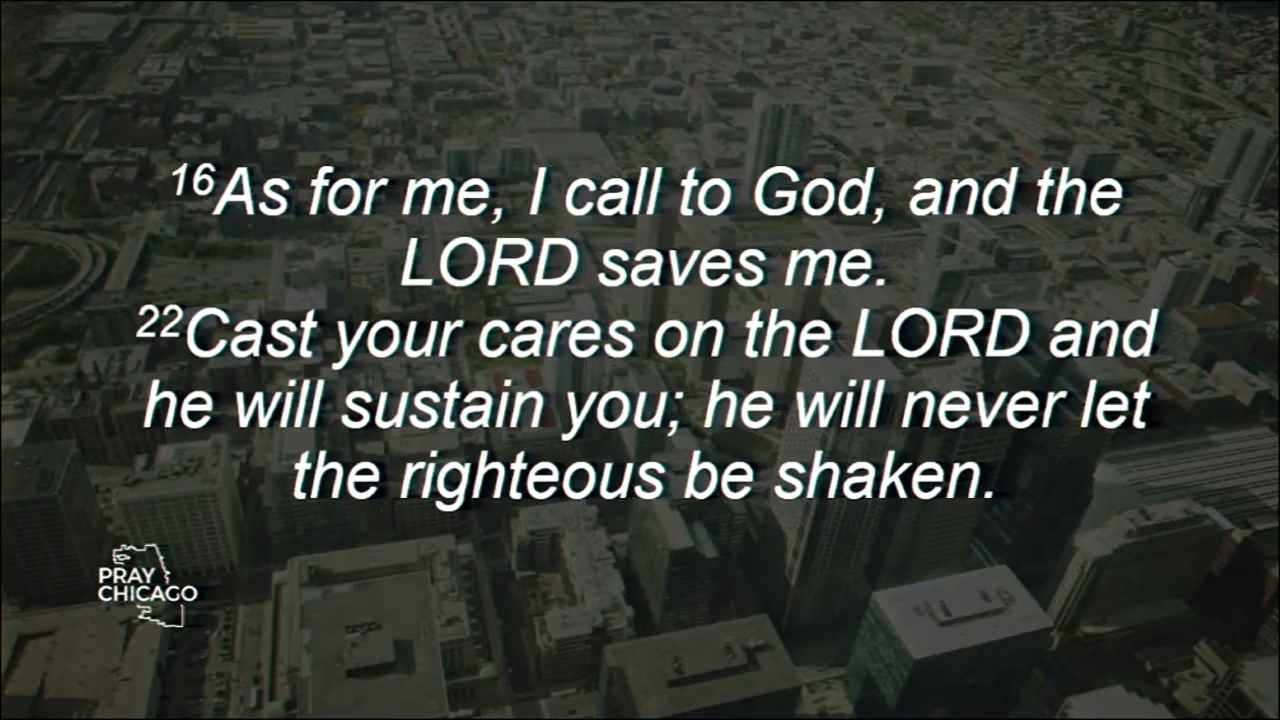 16As for me, I call to God, and the
LORD saves me.
22Cast your cares on the LORD and
he will sustain you; he will never let
the righteous be shaken.
PRAY
CHICAGO